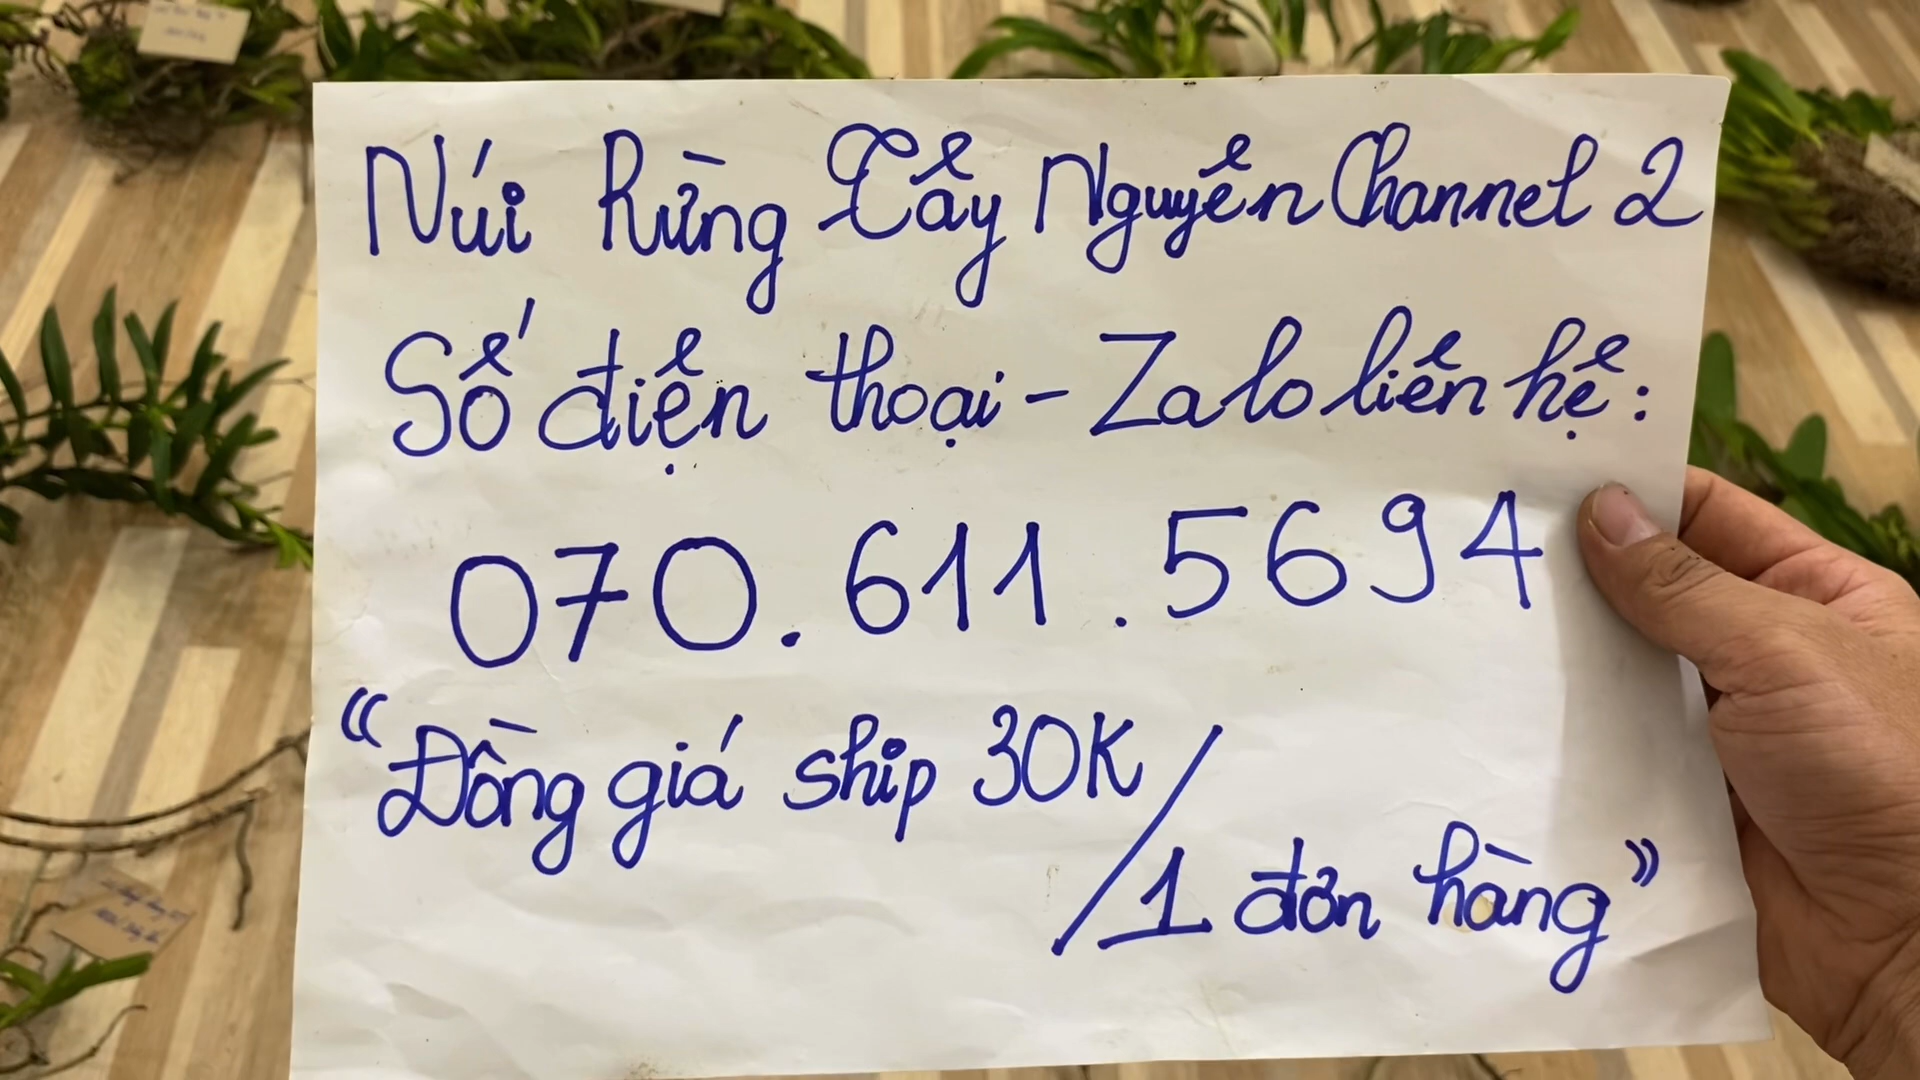 Núi Rừng Tây Nguyên Channel 2
Số điện thoại - Zalo liên hệ:
070.611.5694
“Đồng giá ship 30K
/1 đơn hàng”